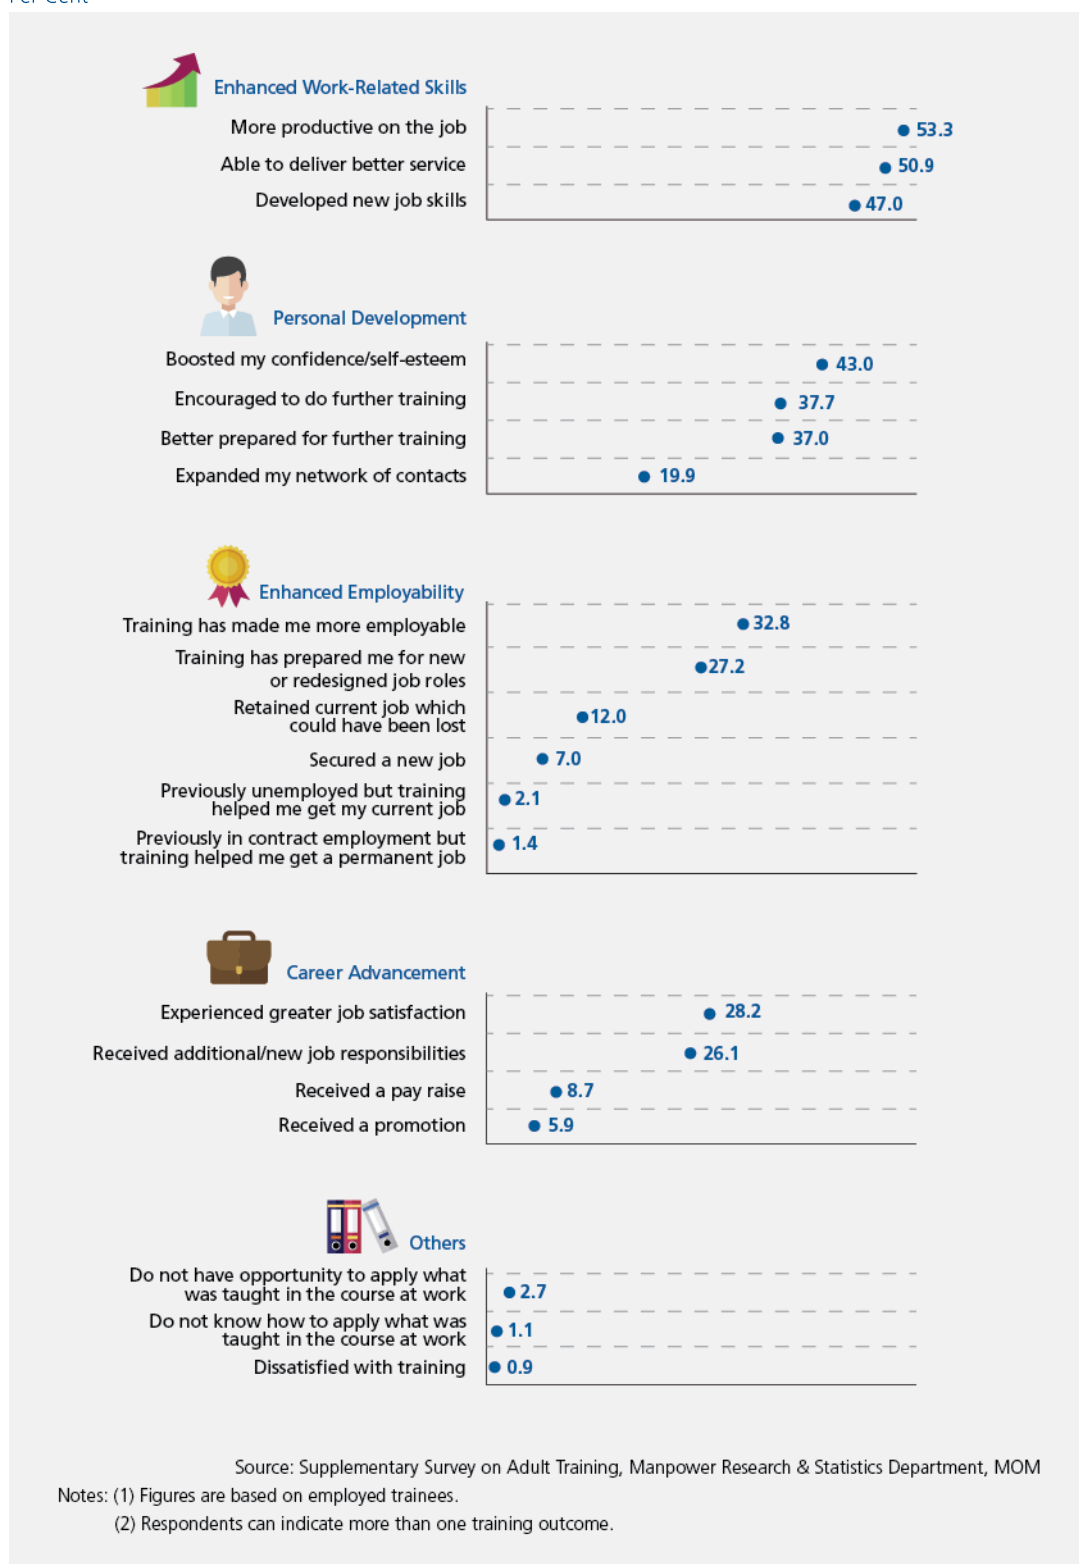 Per Cent
Enhanced Work-Related Skills
More productive on the job 53.3
Able to deliver better service 50.9
Developed new job skills 47.0
Personal Development
Boosted my confidence/self-esteem 43.0
Encouraged to do further training 37.7
Better prepared for further training 37.0
Expanded my network of contacts 19.9
Enhanced Employability
Training has made me more employable 32.8
Training has prepared me for new
or redesigned job roles 27.2
Retained current job which
could have been lost 12.0
Secured a new job 7.0
Previously unemployed but training
helped me get my current job 2.1
Previously in contract employment but
training helped me get a permanent job 1.4
Career Advancement
Experienced greater job satisfaction 28.2
Received additional/new job responsibilities 26.1
Received a pay raise 8.7
Received a promotion 5.9
Others
Do not have opportunity to apply what
was taught in the course at work 2.7
Do not know how to apply what was
taught in the course at work 1.1
Dissatisfied with training 0.9
Source: Supplementary Survey on Adult Training, Manpower Research & Statistics Department, MOM
Notes: (1) Figures are based on employed trainees.
(2) Respondents can indicate more than one training outcome.